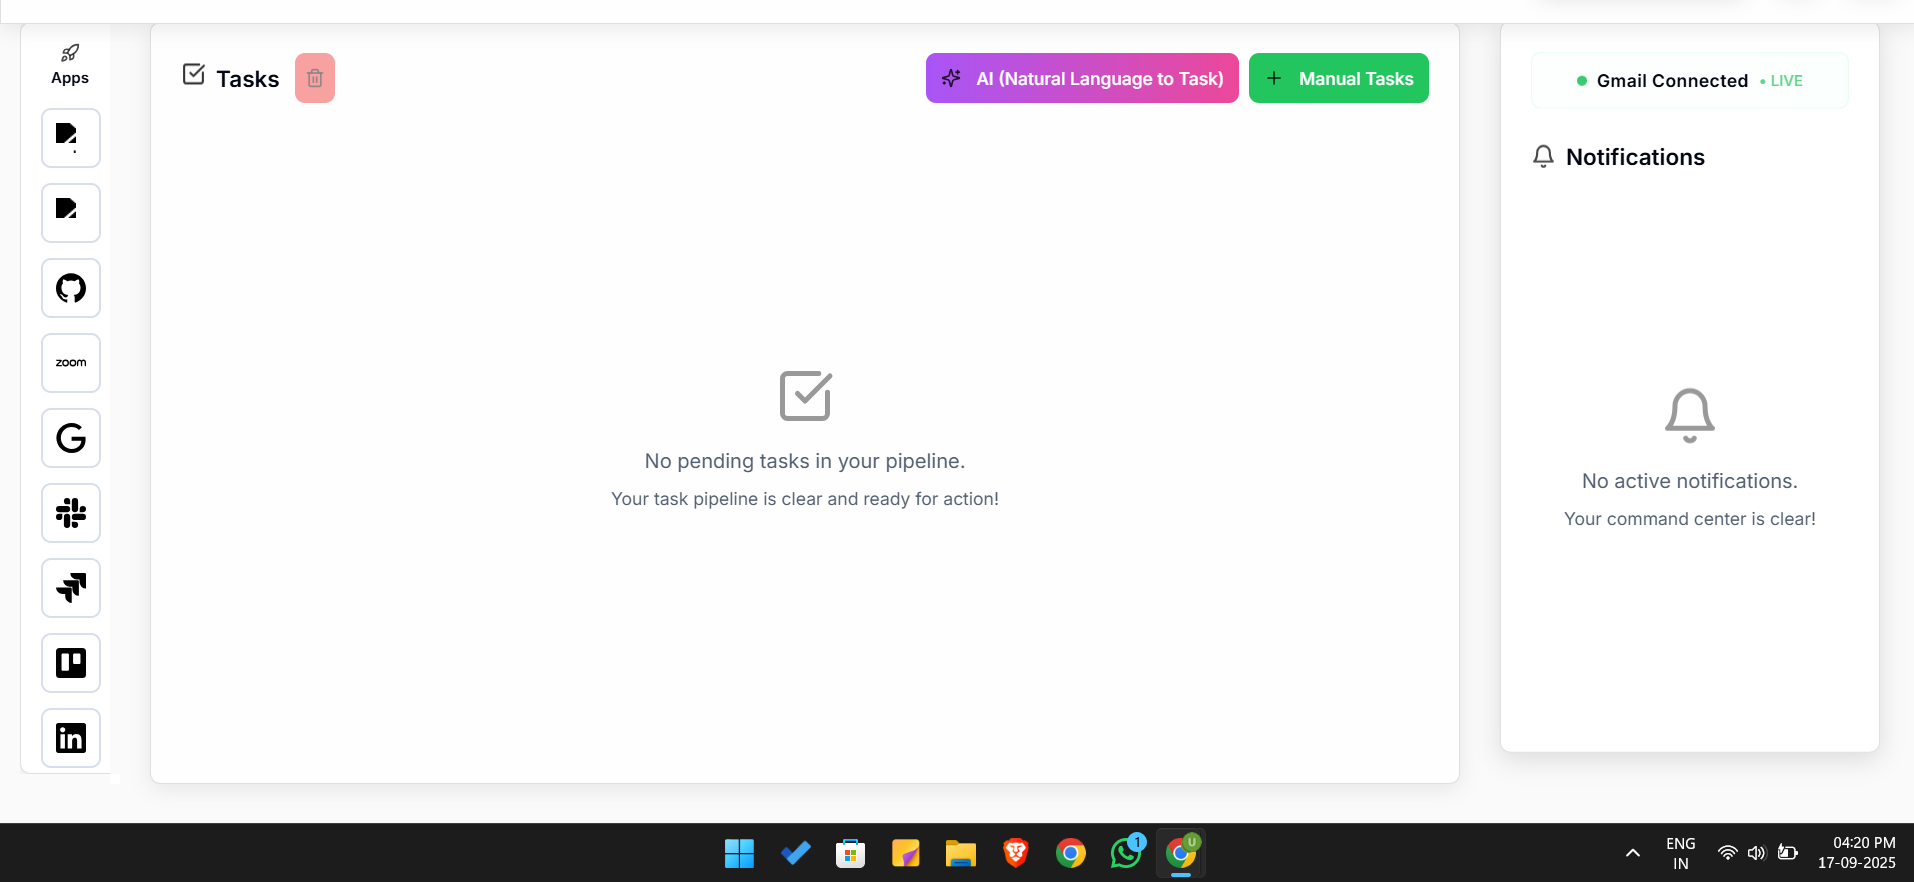 Apps
zoom
Tasks
AI (Natural Language to Task)
Manual Tasks
No pending tasks in your pipeline.
Your task pipeline is clear and ready for action!
Gmail Connected • LIVE
Notifications
No active notifications.
Your command center is clear!
1
U
ENG
IN
04:20 PM
17-09-2025